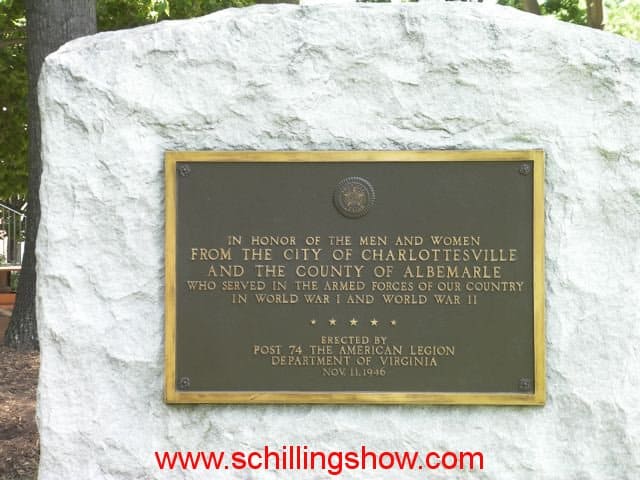 IN HONOR OF THE MEN AND WOMEN
FROM THE CITY OF CHARLOTTESVILLE
AND THE COUNTY OF ALBEMARLE
WHO SERVED IN THE ARMED FORCES OF OUR COUNTRY
IN WORLD WAR I AND WORLD WAR II
ERECTED BY
POST 74 THE AMERICAN LEGION
DEPARTMENT OF VIRGINIA
NOV. 11, 1946
www.schillingshow.com